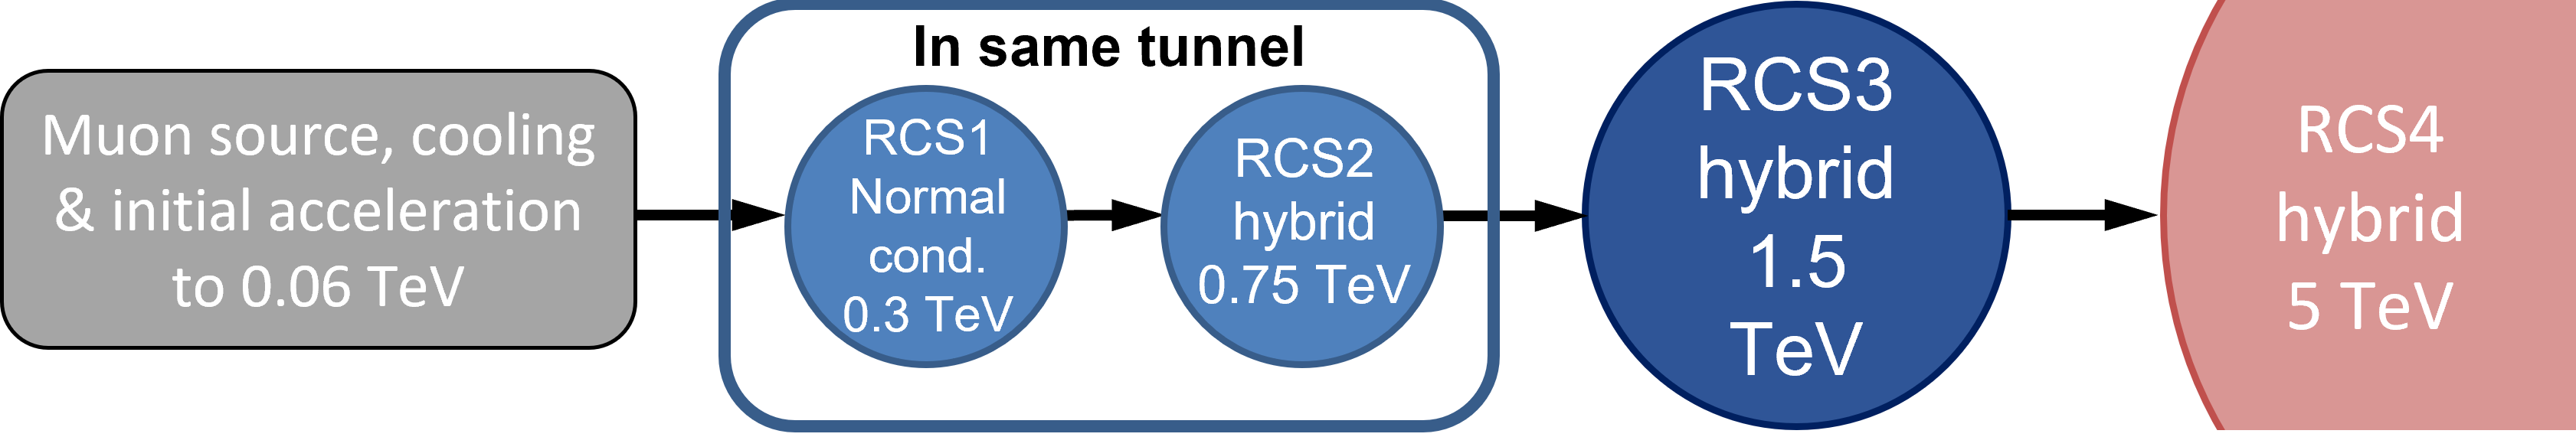 Muon source, cooling
& initial acceleration
to 0.06 TeV
In same tunnel
RCS1
Normal
cond.
0.3 TeV
RCS2
hybrid
0.75 TeV
RCS3
hybrid
1.5
TeV
RCS4
hybrid
5 TeV